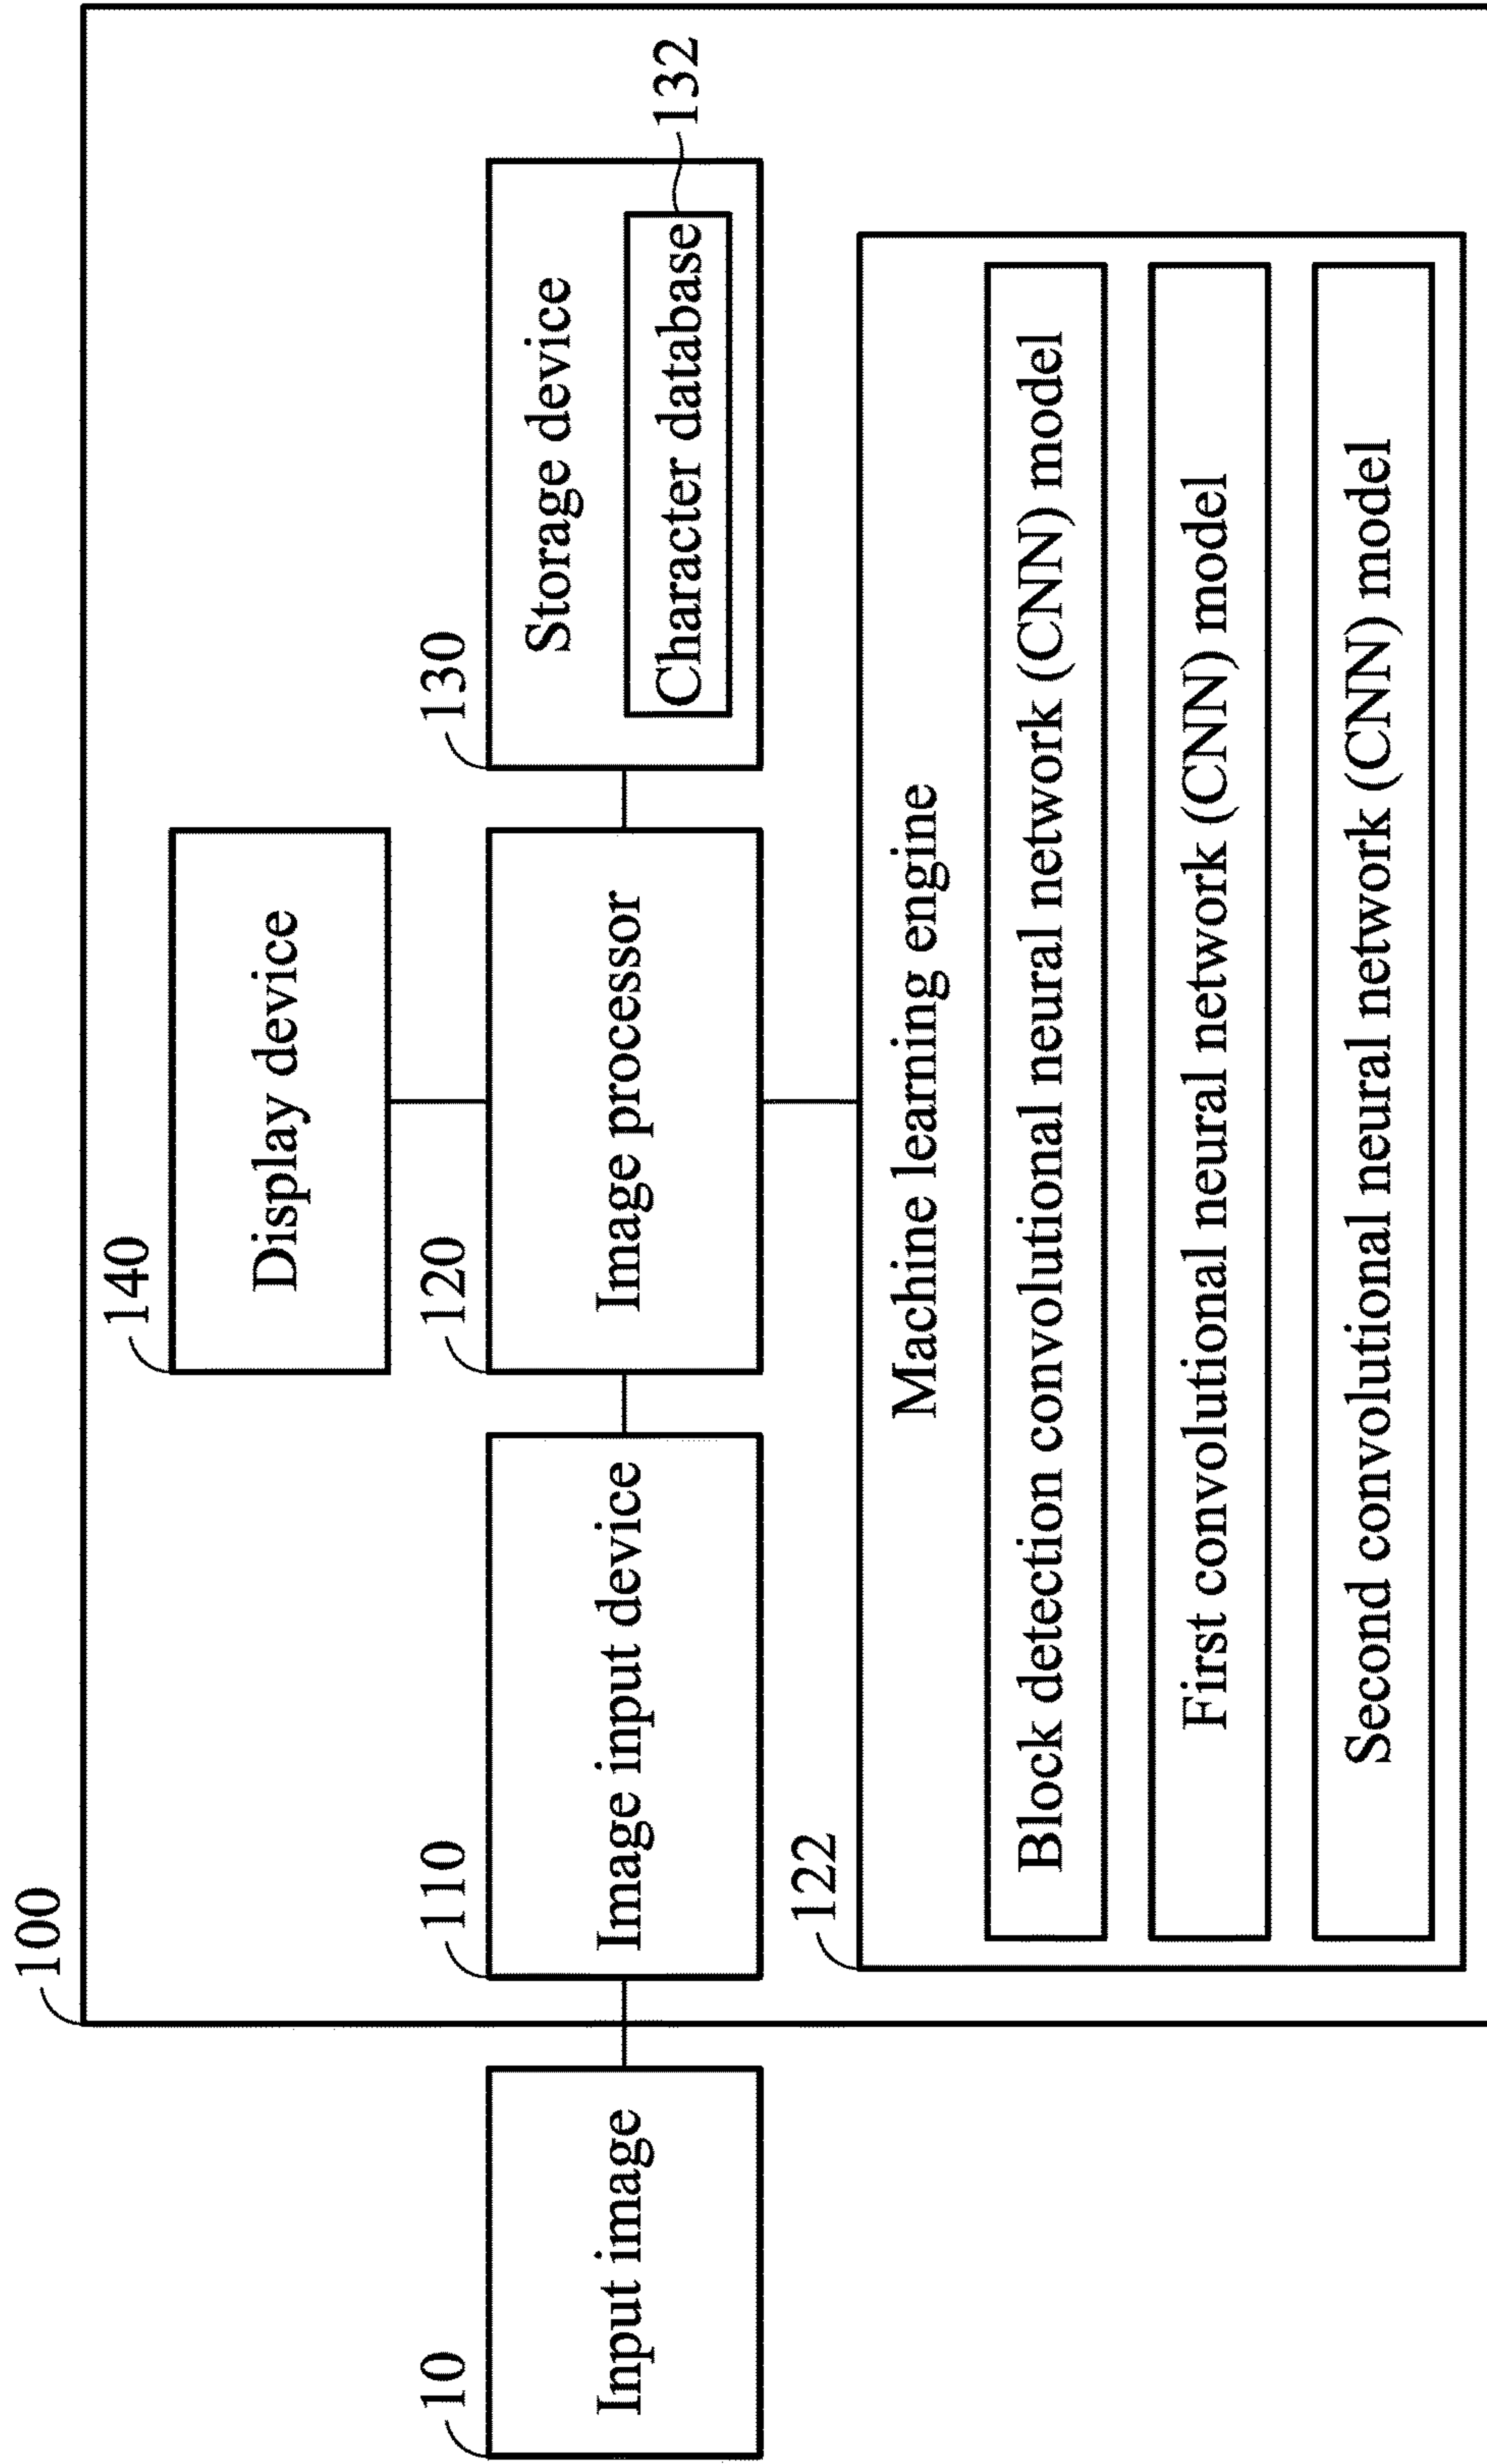 100
140
Display device
10
110
120
130
Input image
Image input device
Image processor
Storage device
Character database
132
122
Machine learning engine
Block detection convolutional neural network (CNN) model
First convolutional neural network (CNN) model
Second convolutional neural network (CNN) model